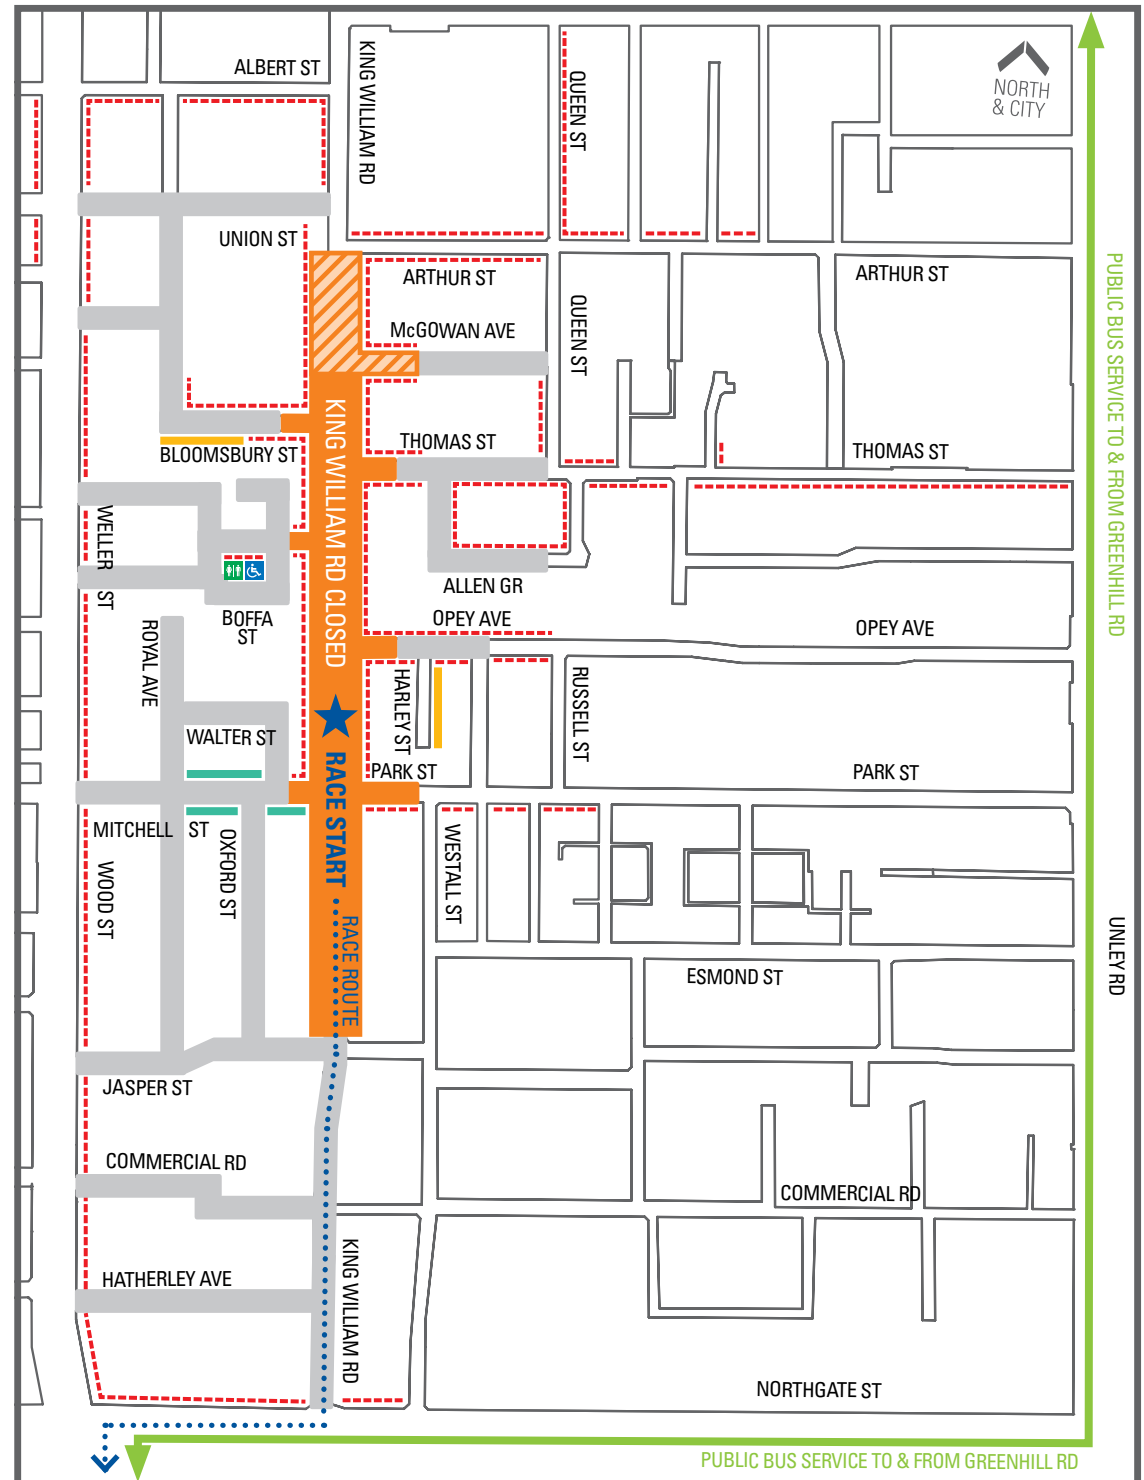 ALBERT ST
KING WILLIAM RD
QUEEN ST
NORTH
& CITY
UNION ST
ARTHUR ST
ARTHUR ST
McGOWAN AVE
QUEEN ST
PUBLIC BUS SERVICE TO & FROM GREENHILL RD
KING WILLIAM RD CLOSED
THOMAS ST
THOMAS ST
BLOOMSBURY ST
WELLER ST
ALLEN GR
BOFFA
ST
OPEY AVE
OPEY AVE
ROYAL AVE
HARLEY ST
RUSSELL ST
WALTER ST
RACE START
PARK ST
PARK ST
MITCHELL ST
OXFORD ST
WOOD ST
WESTALL ST
RACE ROUTE
UNLEY RD
ESMOND ST
JASPER ST
COMMERCIAL RD
COMMERCIAL RD
KING WILLIAM RD
HATHERLEY AVE
NORTHGATE ST
PUBLIC BUS SERVICE TO & FROM GREENHILL RD